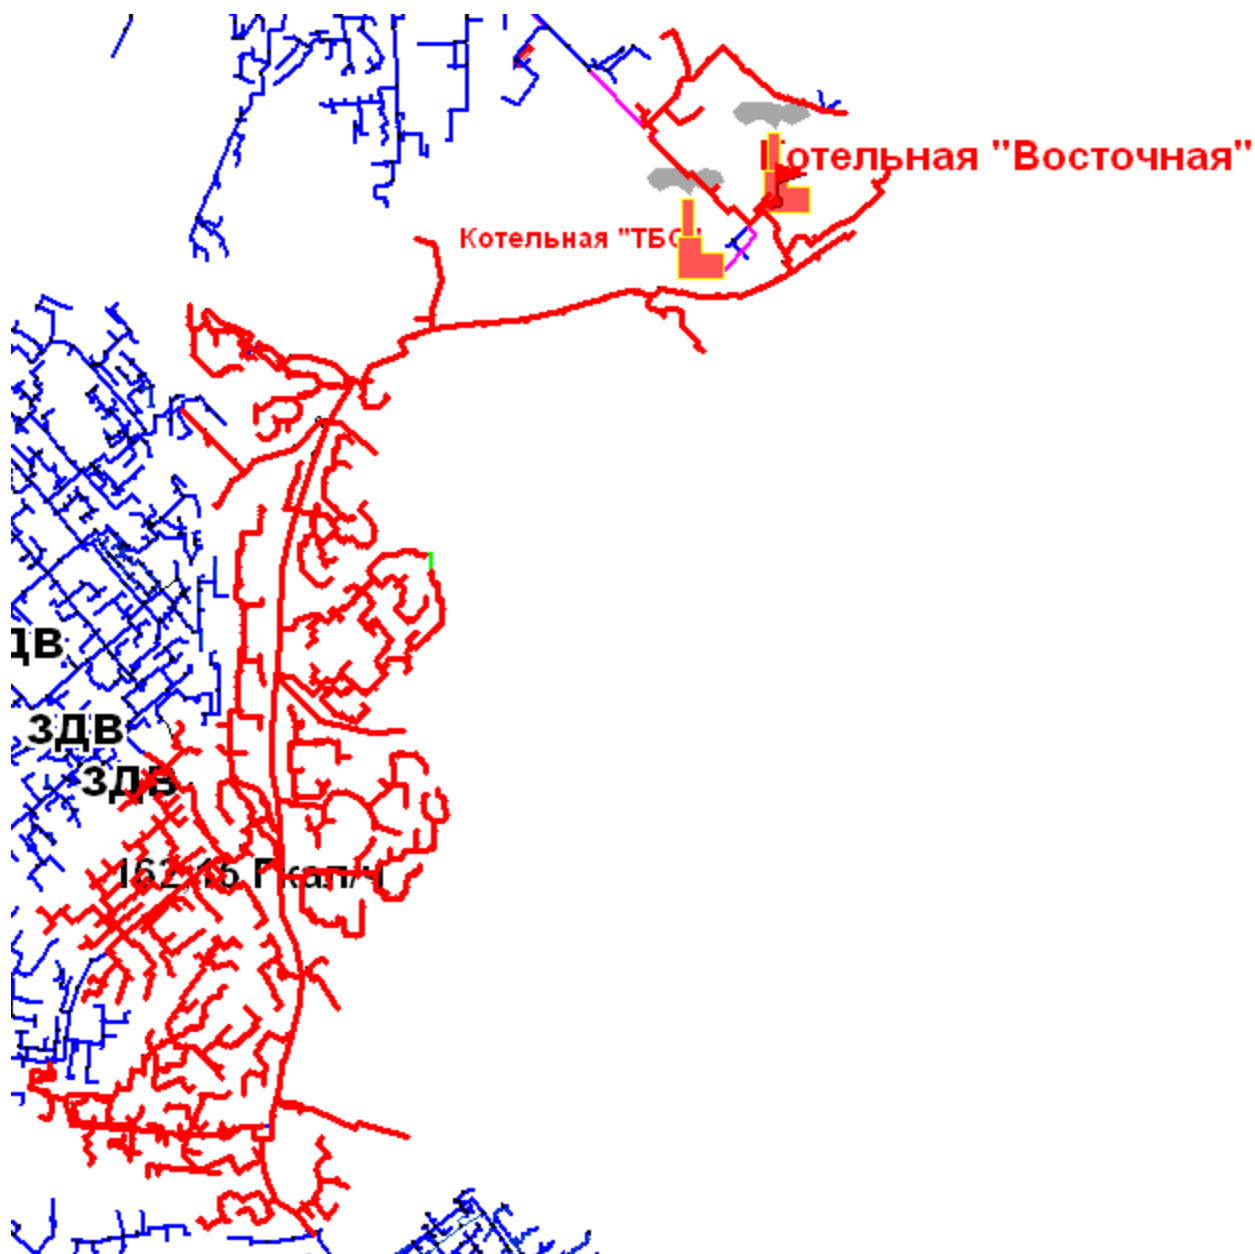 Котельная "Восточная"
Котельная "ТБО"
ДВ
ЗДВ
ЗДВ
162,15 Гкал/ч